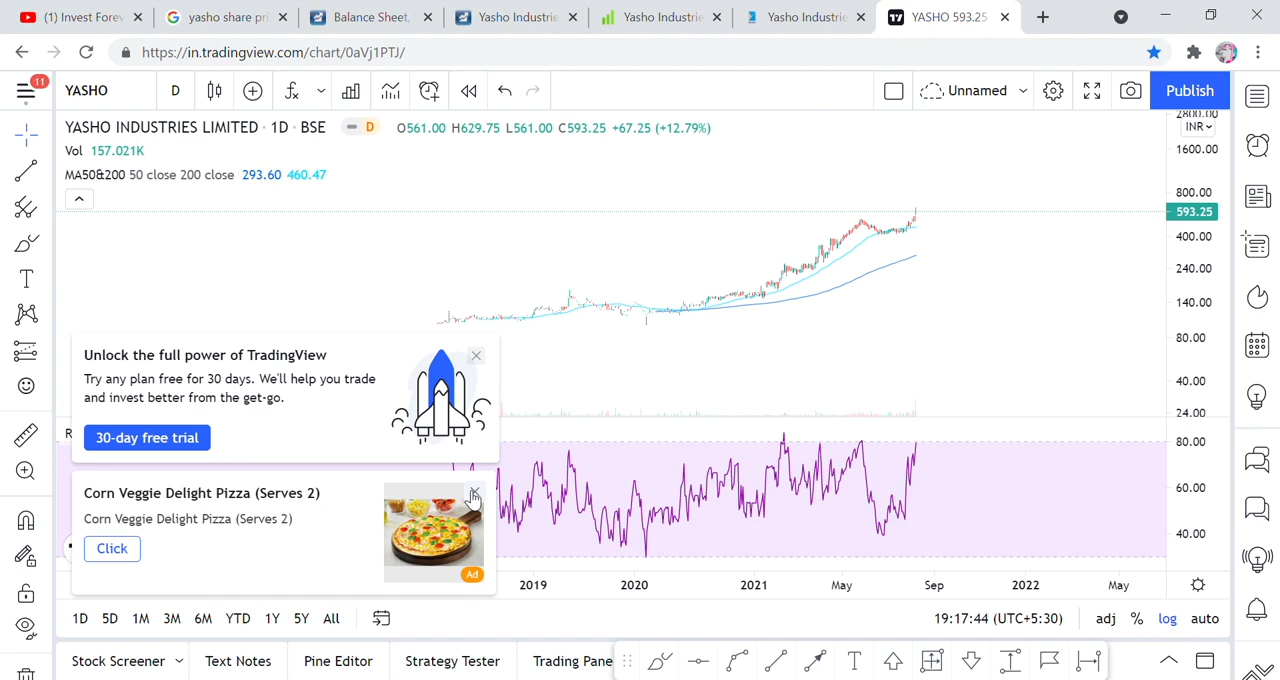 (1) Invest Forev
yasho share pri
Balance Sheet,
Yasho Industrie
Yasho Industrie
Yasho Industrie
YASHO 593.25
https://in.tradingview.com/chart/0aVj1PTJ/
11
YASHO
D
Unnamed
Publish
YASHO INDUSTRIES LIMITED · 1D · BSE
D
O561.00 H629.75 L561.00 C593.25 +67.25 (+12.79%)
Vol 157.021K
MA50&200 50 close 200 close 293.60 460.47
2800.00
INR
1600.00
800.00
593.25
400.00
240.00
140.00
80.00
40.00
24.00
80.00
60.00
40.00
Unlock the full power of TradingView
Try any plan free for 30 days. We'll help you trade
and invest better from the get-go.
30-day free trial
R
Corn Veggie Delight Pizza (Serves 2)
Corn Veggie Delight Pizza (Serves 2)
Click
Ad
2019
2020
2021
May
Sep
2022
May
1D 5D 1M 3M 6M YTD 1Y 5Y All
19:17:44 (UTC+5:30)
adj % log auto
Stock Screener
Text Notes
Pine Editor
Strategy Tester
Trading Pane
T